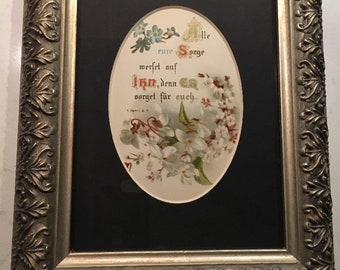 Alle
eure Sorge
werfet auf
Ihn, denn Er
sorget für euch.